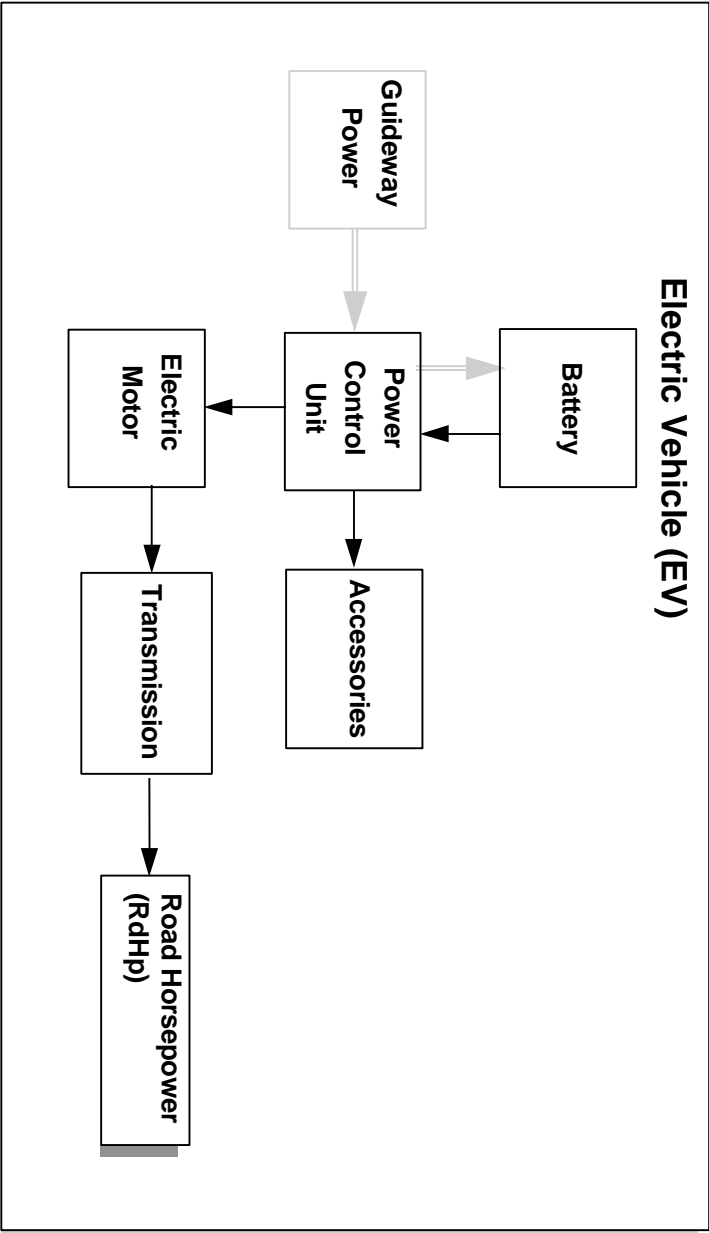 Electric Vehicle (EV)
Battery
Guideway
Power
Power
Control
Unit
Accessories
Electric
Motor
Transmission
Road Horsepower
(RdHp)